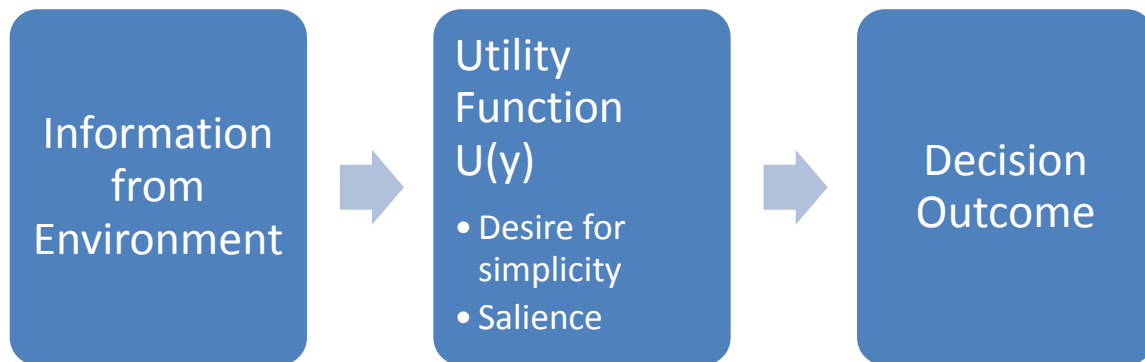 Information
from
Environment
Utility
Function
U(y)
• Desire for
simplicity
• Salience
Decision
Outcome